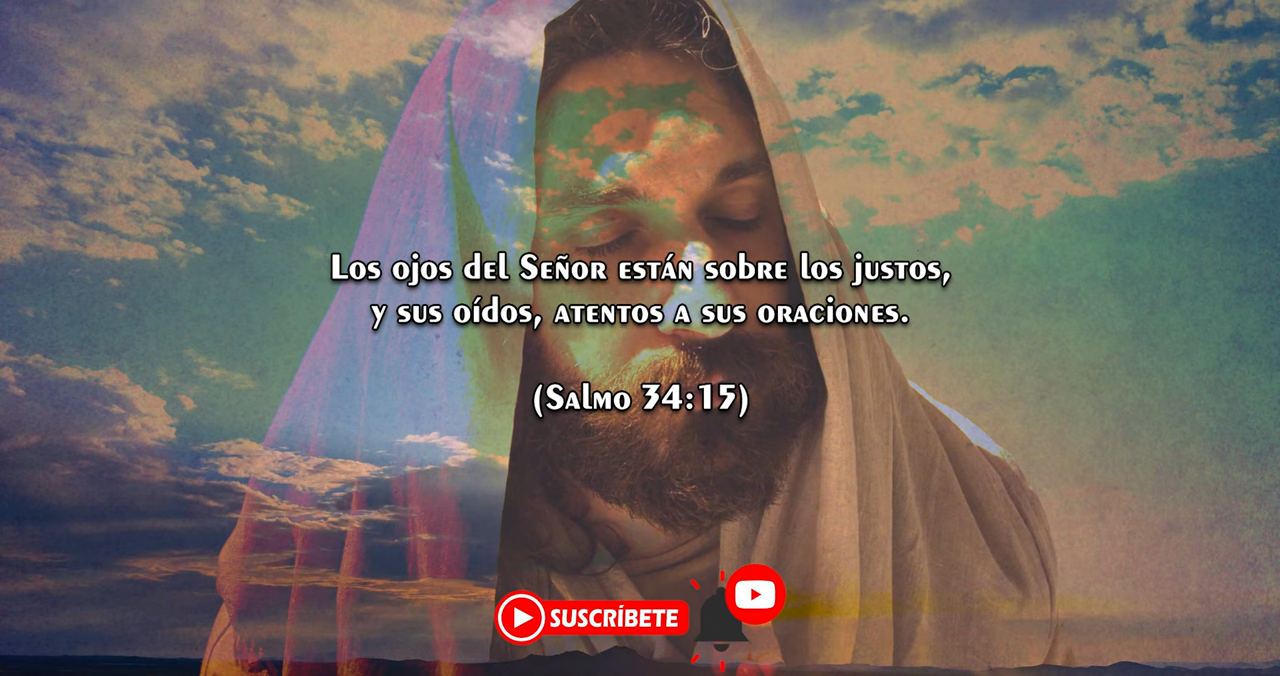 Los ojos del Señor están sobre los justos,
y sus oídos, atentos a sus oraciones.
(Salmo 34:15)
SUSCRÍBETE